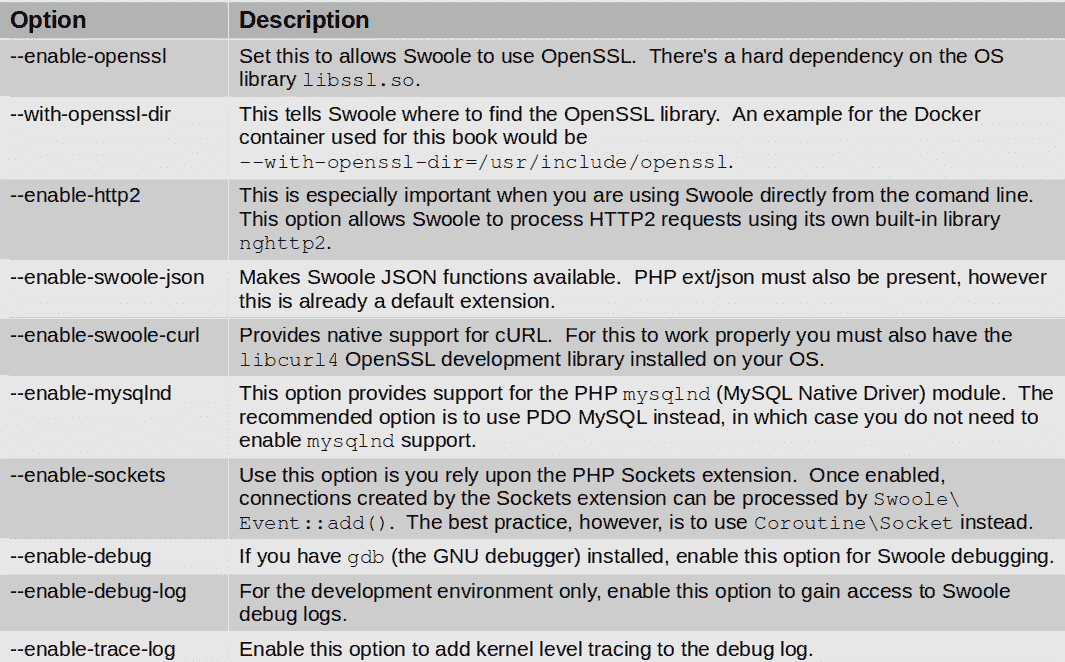 Option Description
--enable-openssl Set this to allows Swoole to use OpenSSL.  There's a hard dependency on the OS
library libssl.so.
--with-openssl-dir This tells Swoole where to find the OpenSSL library.  An example for the Docker
container used for this book would be
--with-openssl-dir=/usr/include/openssl.
--enable-http2 This is especially important when you are using Swoole directly from the comand line.
This option allows Swoole to process HTTP2 requests using its own built-in library
nghttp2.
--enable-swoole-json Makes Swoole JSON functions available.  PHP ext/json must also be present, however
this is already a default extension.
--enable-swoole-curl Provides native support for cURL.  For this to work properly you must also have the
libcurl4 OpenSSL development library installed on your OS.
--enable-mysqlnd This option provides support for the PHP mysqlnd (MySQL Native Driver) module.  The
recommended option is to use PDO MySQL instead, in which case you do not need to
enable mysqlnd support.
--enable-sockets Use this option is you rely upon the PHP Sockets extension.  Once enabled,
connections created by the Sockets extension can be processed by Swoole\
Event::add().  The best practice, however, is to use Coroutine\Socket instead.
--enable-debug If you have gdb (the GNU debugger) installed, enable this option for Swoole debugging.
--enable-debug-log For the development environment only, enable this option to gain access to Swoole
debug logs.
--enable-trace-log Enable this option to add kernel level tracing to the debug log.